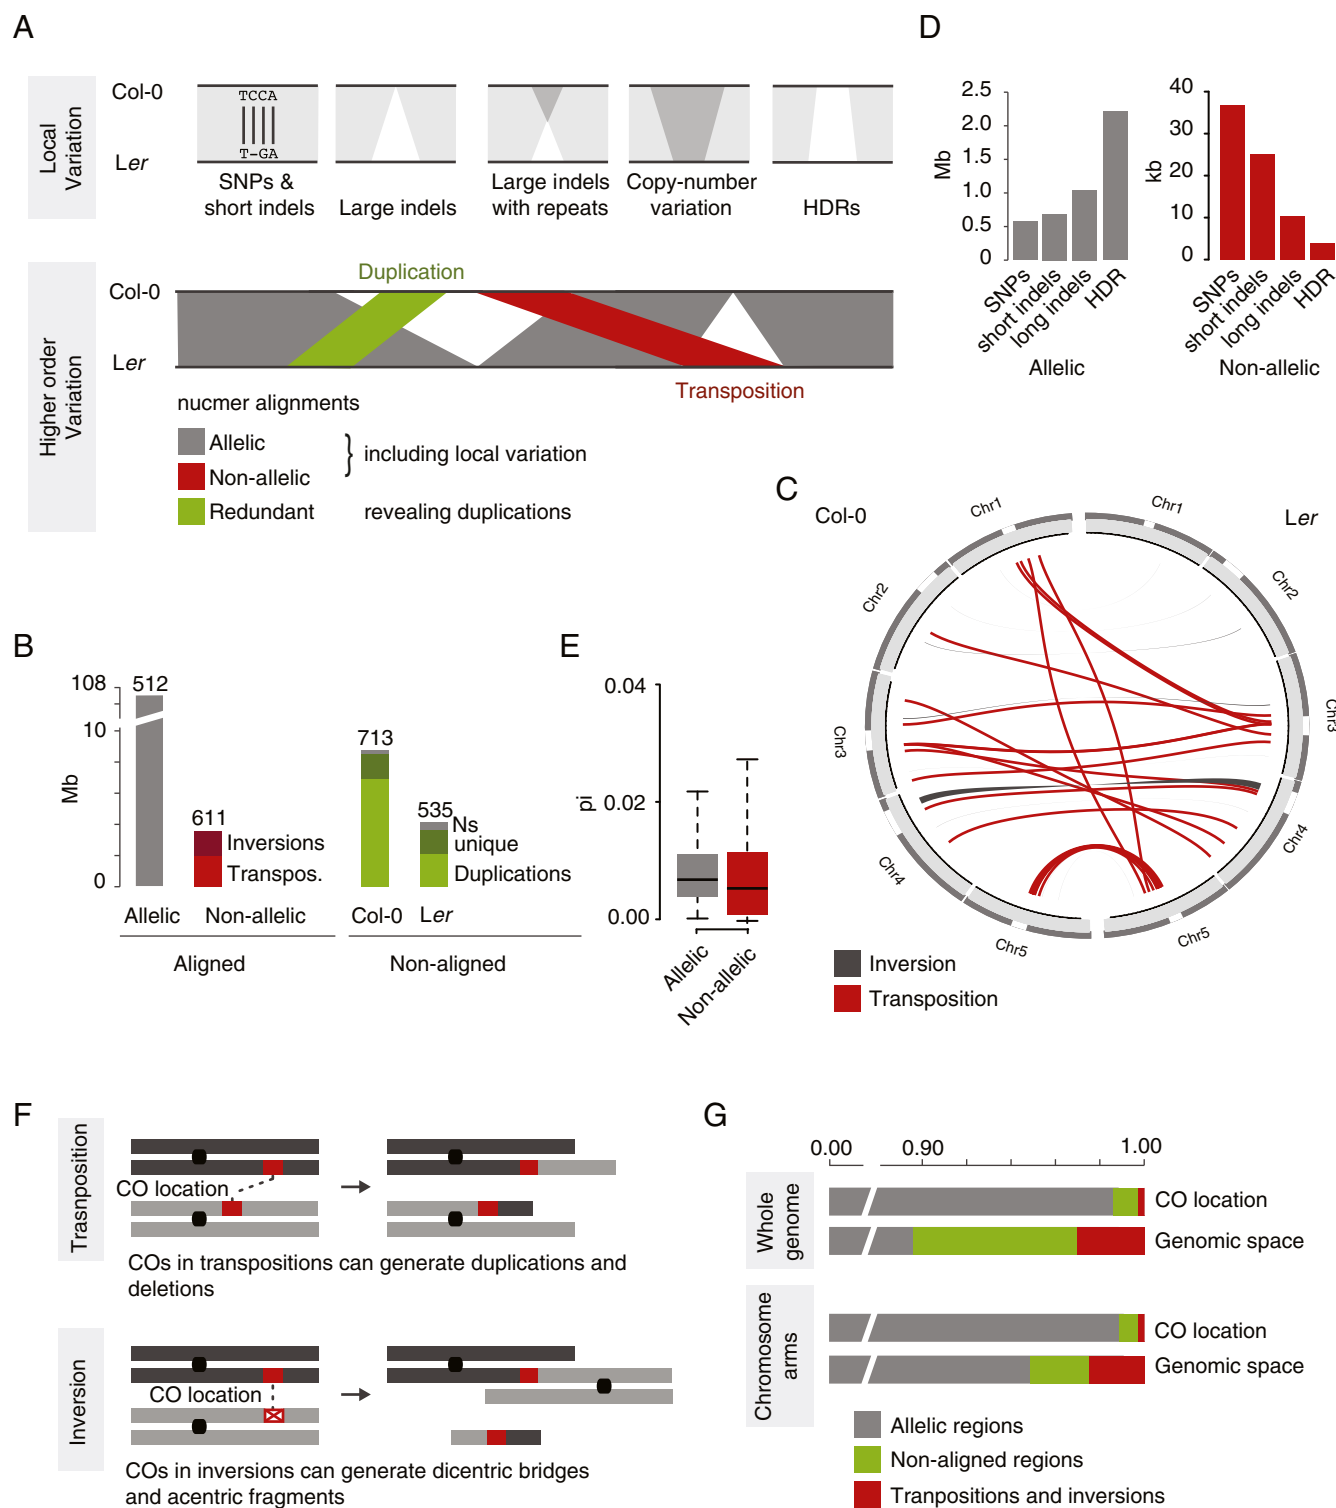 A
Local
Variation
Col-0
Ler
TCCA
T-GA
SNPs &
short indels
Large indels
Large indels
with repeats
Copy-number
variation
HDRs
Higher order
Variation
Duplication
Col-0
Ler
Transposition
nucmer alignments
Allelic
Non-allelic
} including local variation
Redundant
revealing duplications
D
Mb
2.5
2.0
1.5
1.0
0.5
0
SNPs
short indels
long indels
HDR
Allelic
kb
40
30
20
10
0
SNPs
short indels
long indels
HDR
Non-allelic
C
Col-0
Ler
Chr1
Chr1
Chr2
Chr2
Chr3
Chr3
Chr4
Chr4
Chr5
Chr5
Inversion
Transposition
B
Mb
108
10
0
512
611
Inversions
Transpos.
713
535
Ns
unique
Duplications
Allelic
Non-allelic
Col-0
Ler
Aligned
Non-aligned
E
pi
0.04
0.02
0.00
Allelic
Non-allelic
F
Trasnposition
CO location
COs in transpositions can generate duplications and
deletions
Inversion
CO location
COs in inversions can generate dicentric bridges
and acentric fragments
G
0.00
0.90
1.00
Whole
genome
CO location
Genomic space
Chromosome
arms
CO location
Genomic space
Allelic regions
Non-aligned regions
Tranpositions and inversions